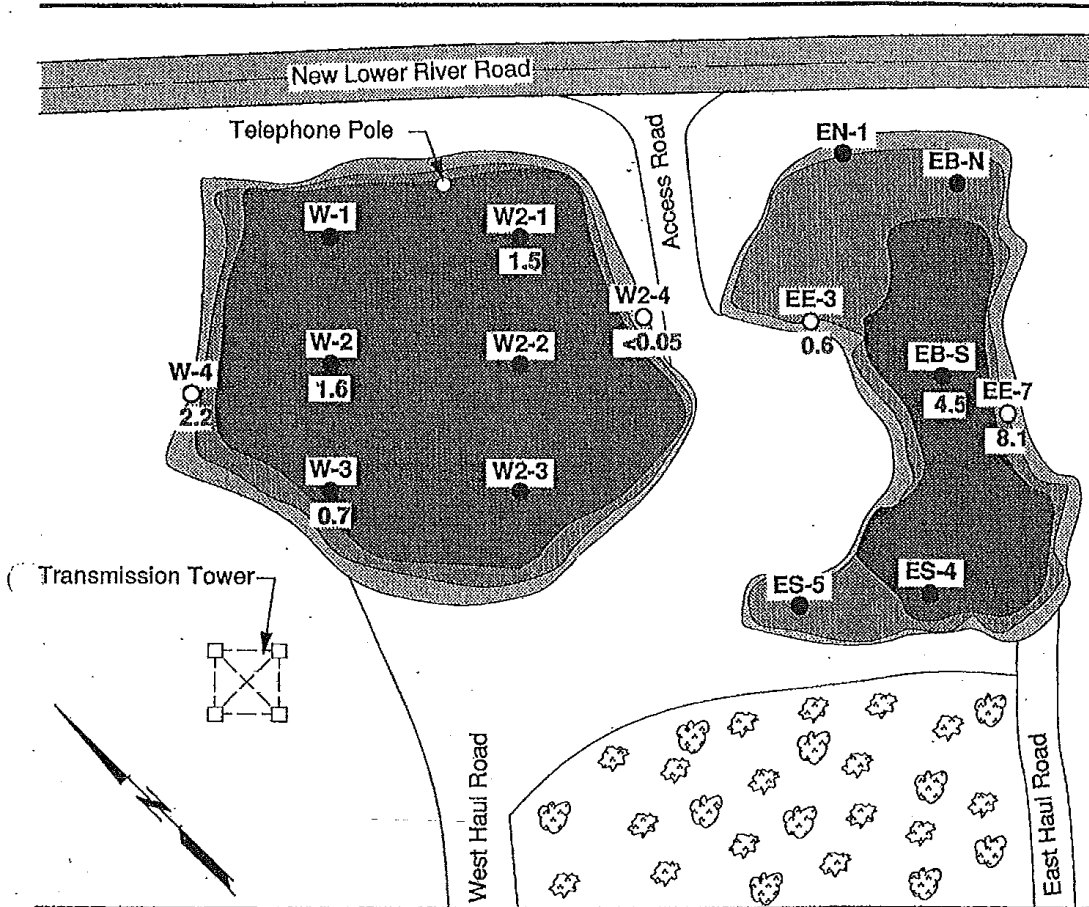 New Lower River Road
Telephone Pole
Access Road
EN-1
EB-N
W-1
W2-1
1.5
W2-4
<0.05
EE-3
0.6
W-2
1.6
W2-2
EB-S
4.5
W-4
2.2
EE-7
8.1
W-3
0.7
W2-3
Transmission Tower
ES-5
ES-4
N
West Haul Road
East Haul Road